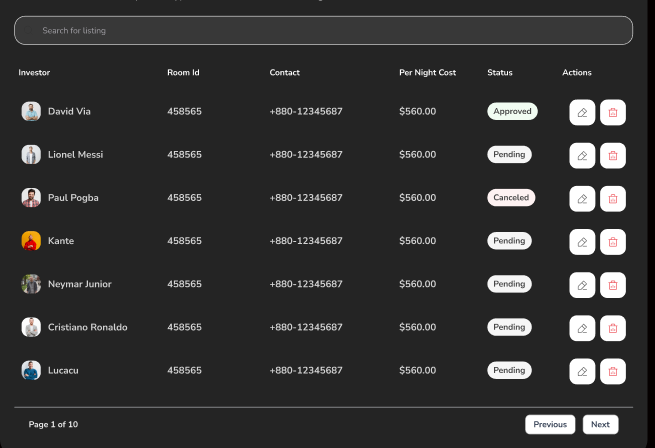 Search for listing
Investor Room Id Contact Per Night Cost Status Actions
David Via 458565 +880-12345687 $560.00 Approved
Lionel Messi 458565 +880-12345687 $560.00 Pending
Paul Pogba 458565 +880-12345687 $560.00 Canceled
Kante 458565 +880-12345687 $560.00 Pending
Neymar Junior 458565 +880-12345687 $560.00 Pending
Cristiano Ronaldo 458565 +880-12345687 $560.00 Pending
Lucacu 458565 +880-12345687 $560.00 Pending
Page 1 of 10 Previous Next